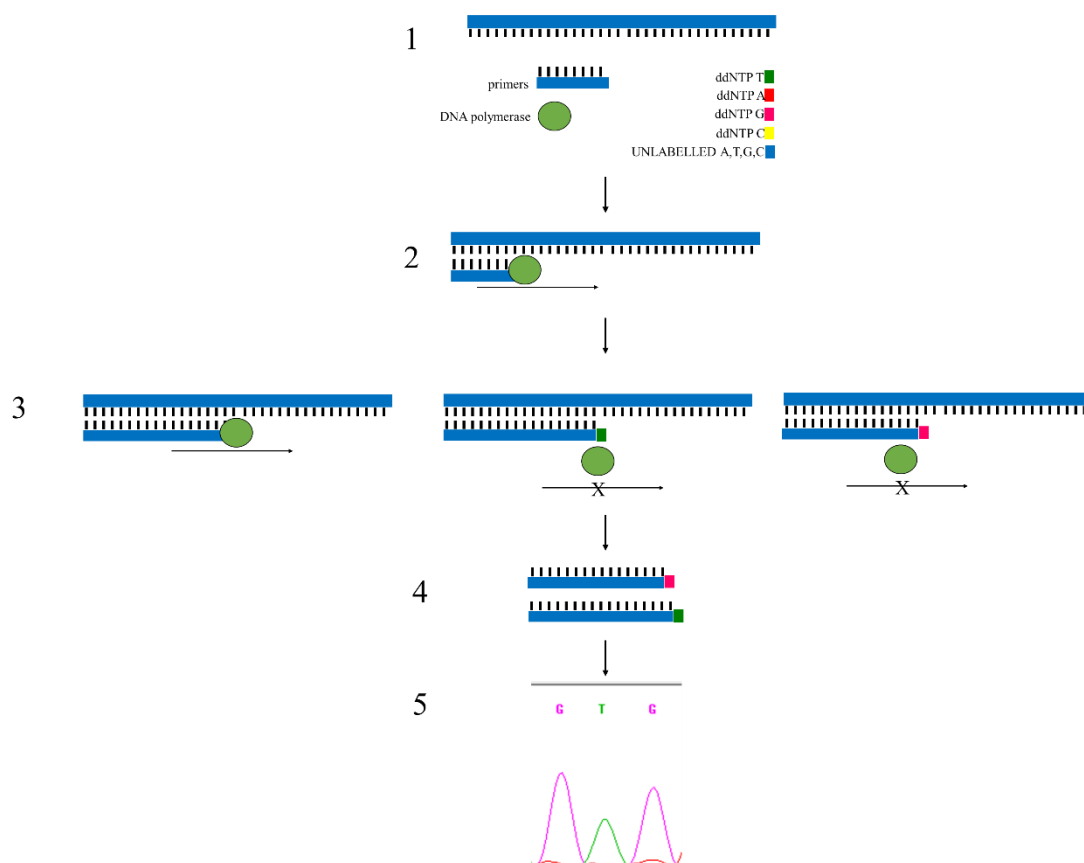 1
primers
DNA polymerase
ddNTP T
ddNTP A
ddNTP G
ddNTP C
UNLABELLED A,T,G,C
2
3
X
X
4
5
G T G